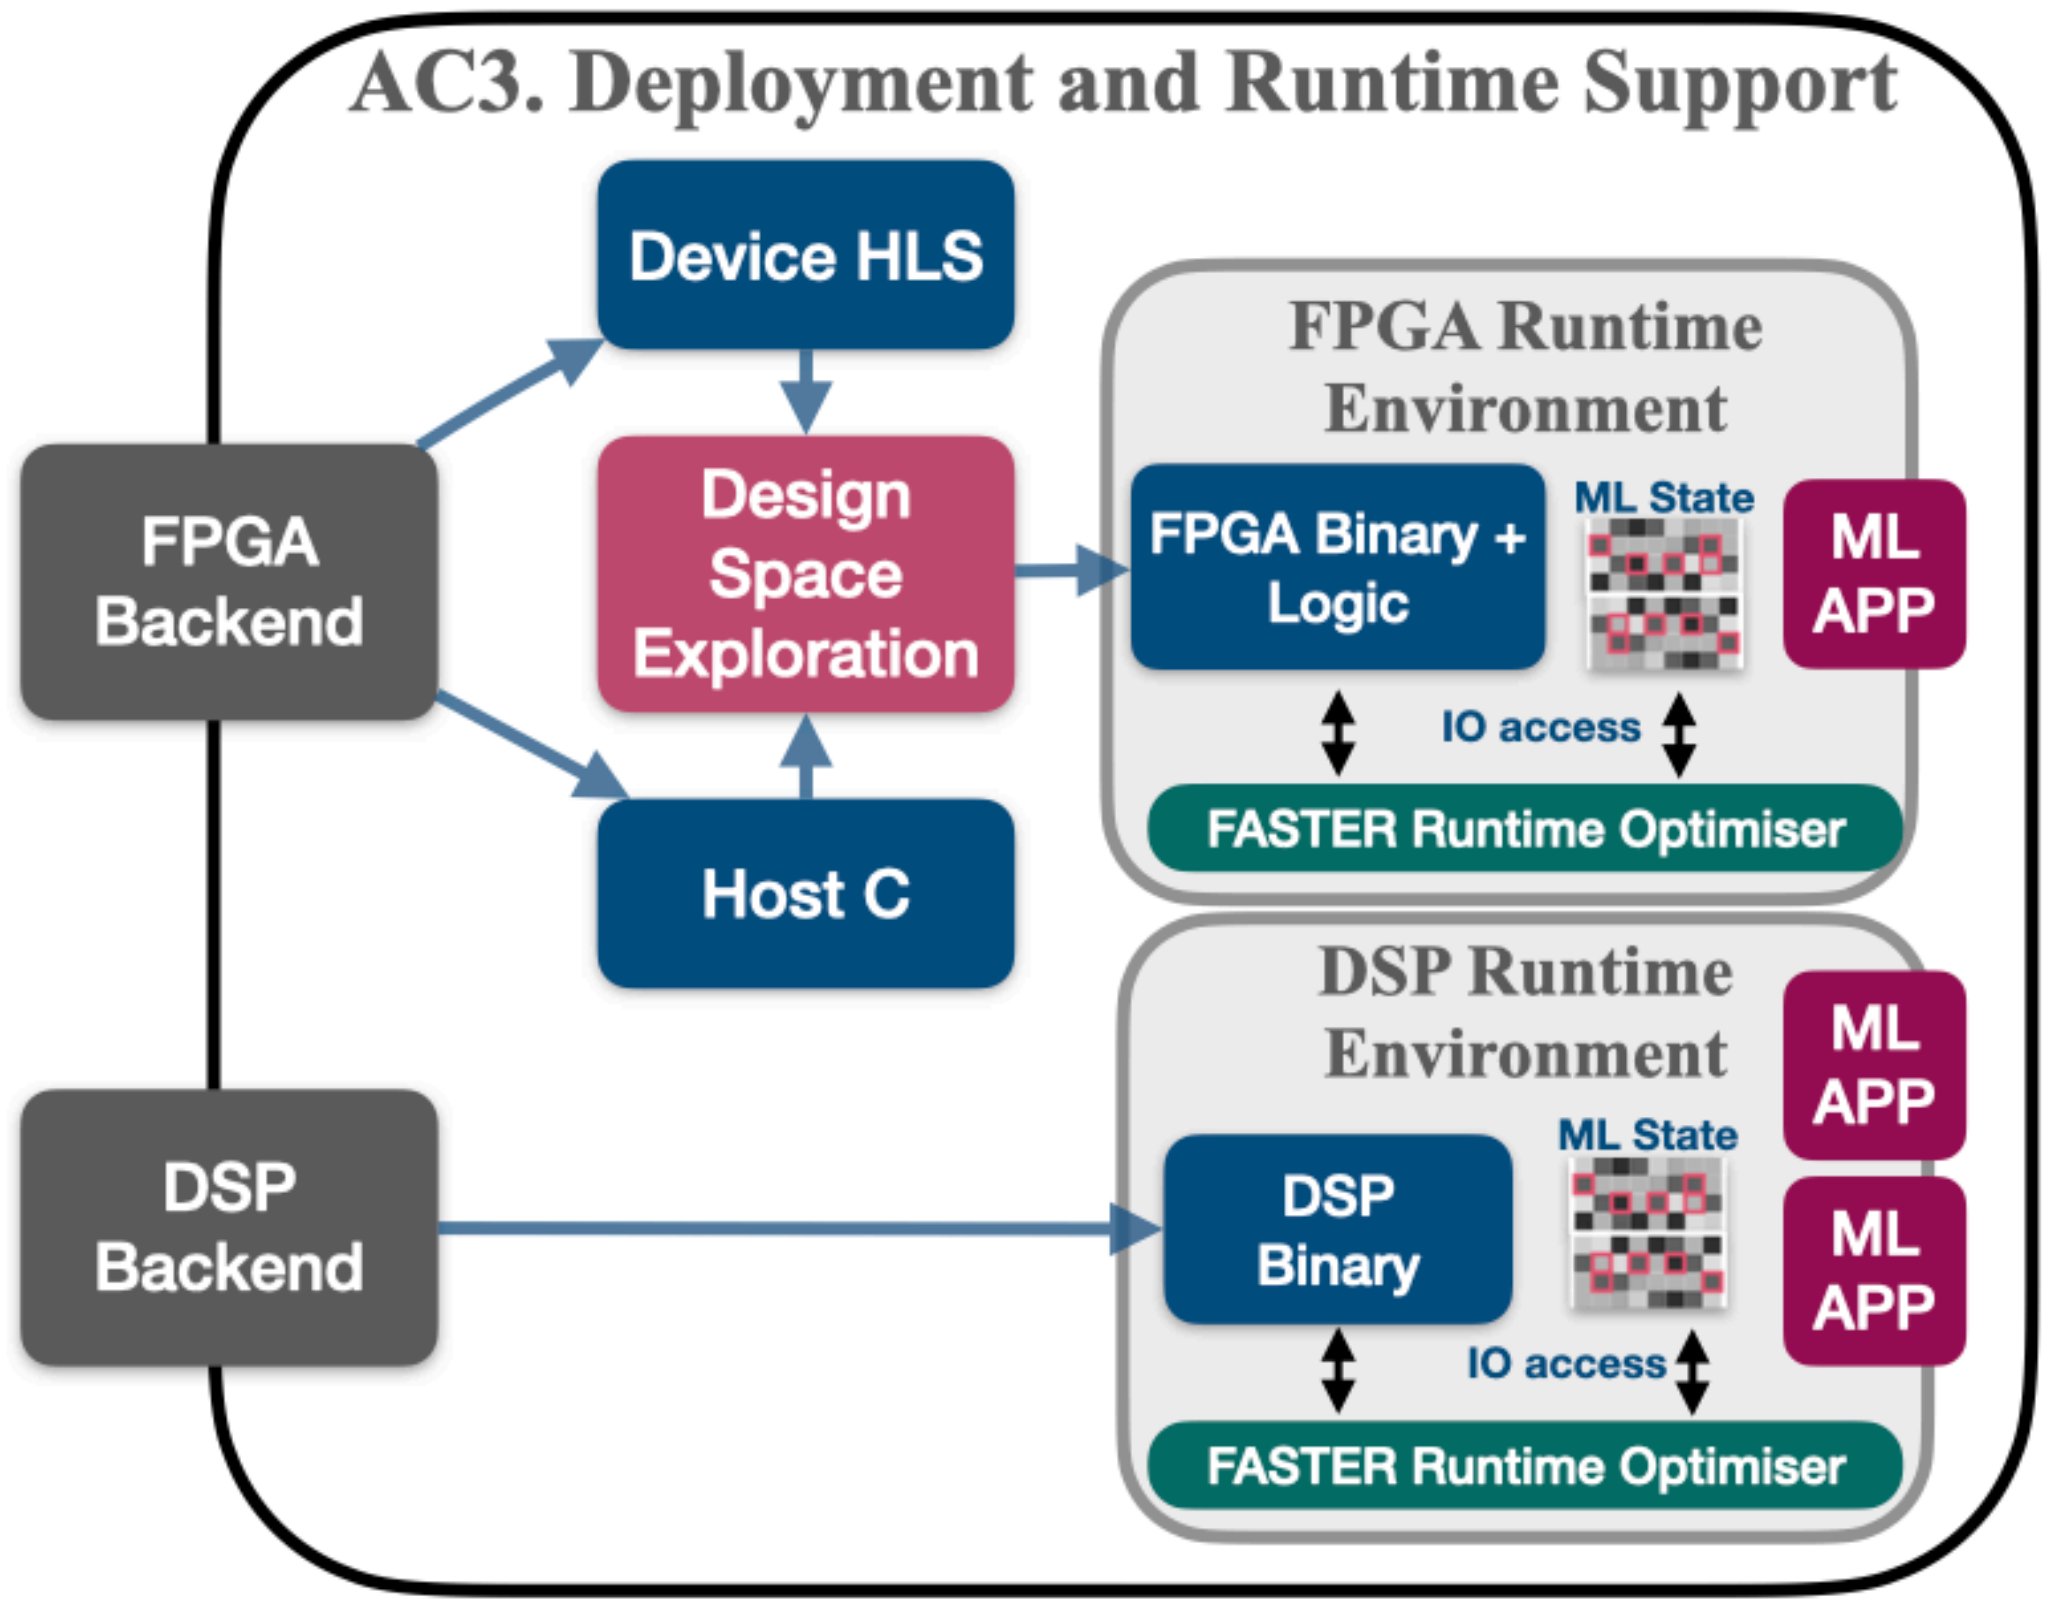 AC3. Deployment and Runtime Support
Device HLS
FPGA
Backend
Design
Space
Exploration
Host C
FPGA Runtime
Environment
FPGA Binary +
Logic
ML State
ML
APP
IO access
FASTER Runtime Optimiser
DSP
Backend
DSP Runtime
Environment
DSP
Binary
ML State
ML
APP
ML
APP
IO access
FASTER Runtime Optimiser